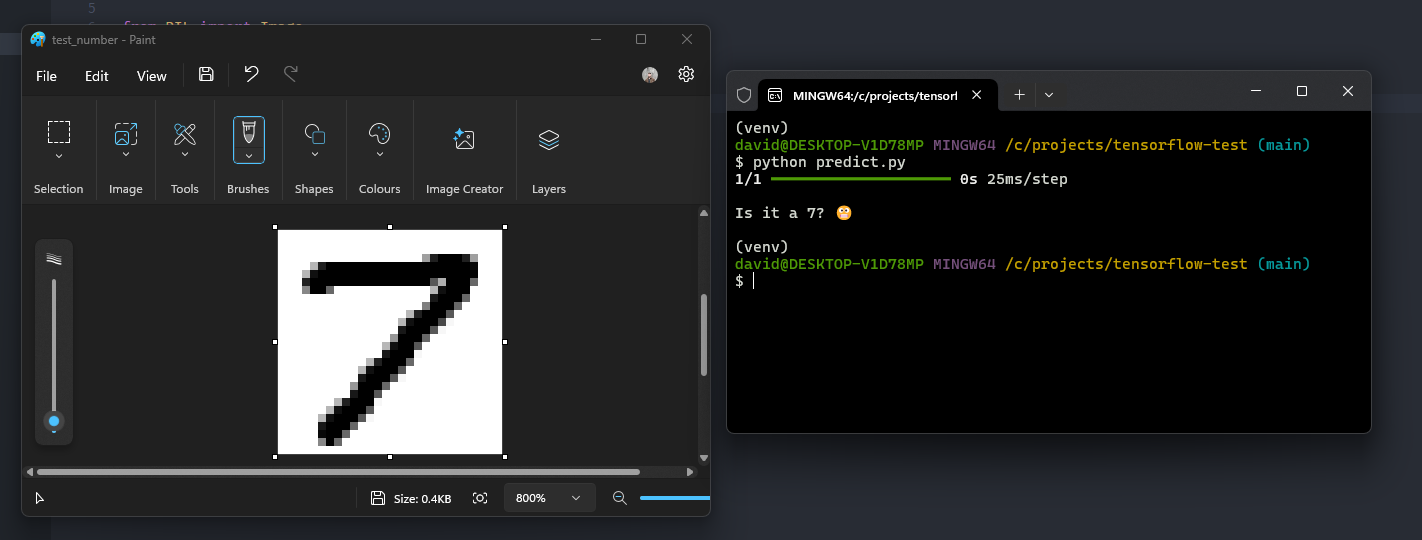 5
6 from PIL import Image
test_number - Paint
File Edit View
Selection Image Tools Brushes Shapes Colours Image Creator Layers
7
Size: 0.4KB 800%
MINGW64:/c/projects/tensorf
(venv)
david@DESKTOP-V1D78MP MINGW64 /c/projects/tensorflow-test (main)
$ python predict.py
1/1 ━━━━━━━━━━━━━━━━━━━━ 0s 25ms/step
Is it a 7? 😬
(venv)
david@DESKTOP-V1D78MP MINGW64 /c/projects/tensorflow-test (main)
$